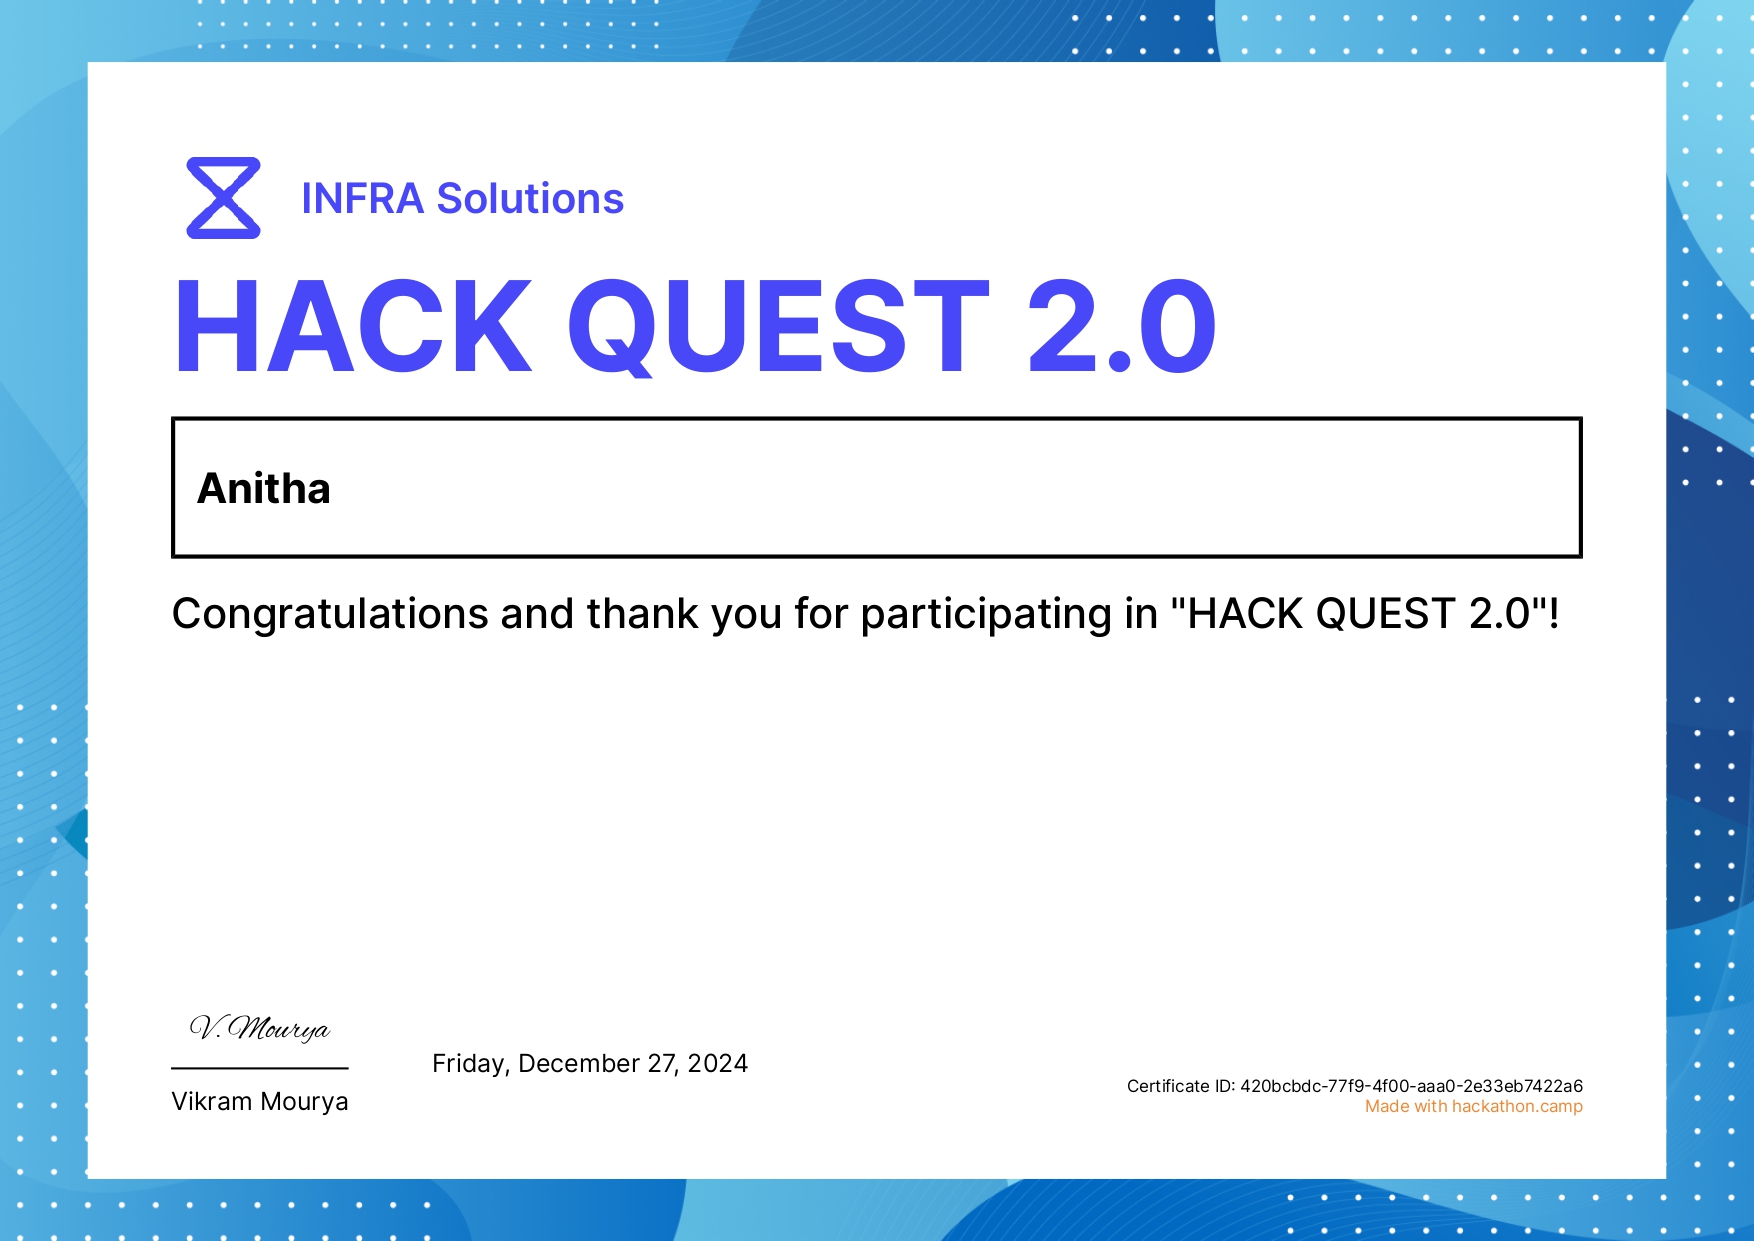 INFRA Solutions
HACK QUEST 2.0
Anitha
Congratulations and thank you for participating in "HACK QUEST 2.0"!
V. Mourya
Vikram Mourya
Friday, December 27, 2024
Certificate ID: 420bcbdc-77f9-4f00-aaa0-2e33eb7422a6
Made with hackathon.camp